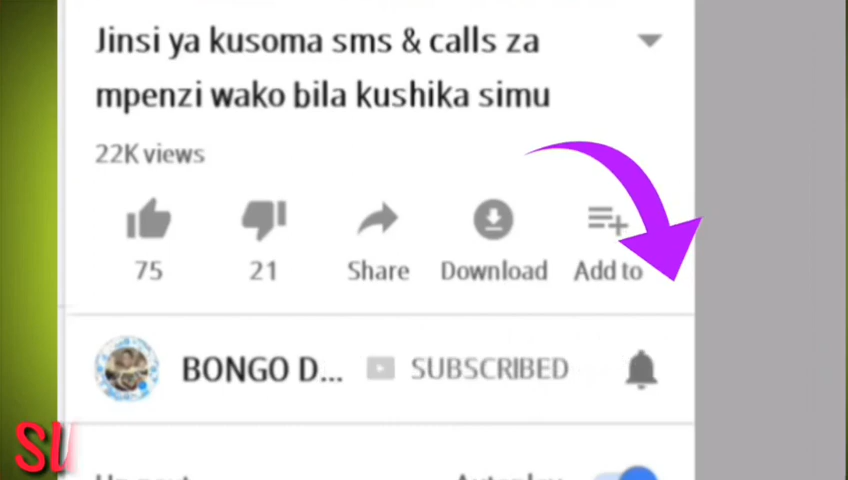 Jinsi ya kusoma sms & calls za
mpenzi wako bila kushika simu
22K views
75 21 Share Download Add to
BONGO D... SUBSCRIBED
SU